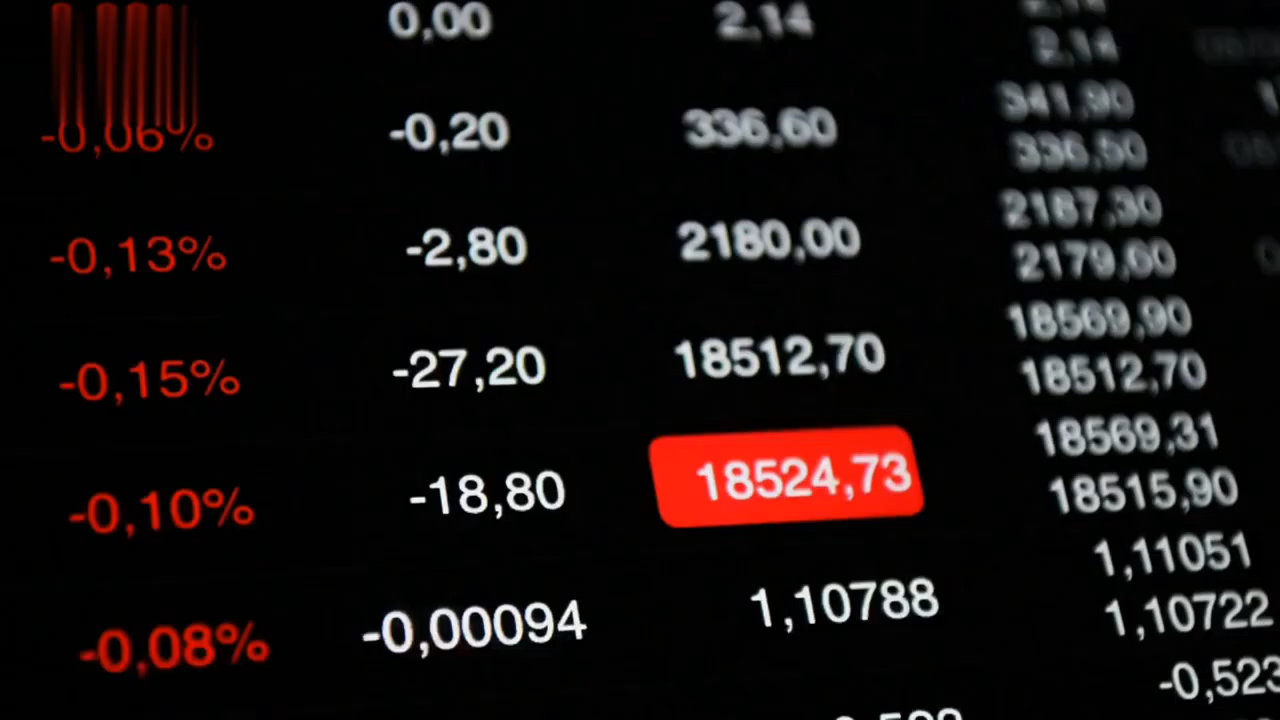 0,00 2,14 2,14
-0,06% -0,20 336,60 341,90
336,50
-0,13% -2,80 2180,00 2187,30
2179,60
-0,15% -27,20 18512,70 18569,90
18512,70
-0,10% -18,80 18524,73 18569,31
18515,90
-0,08% -0,00094 1,10788 1,11051
1,10722
-0,523